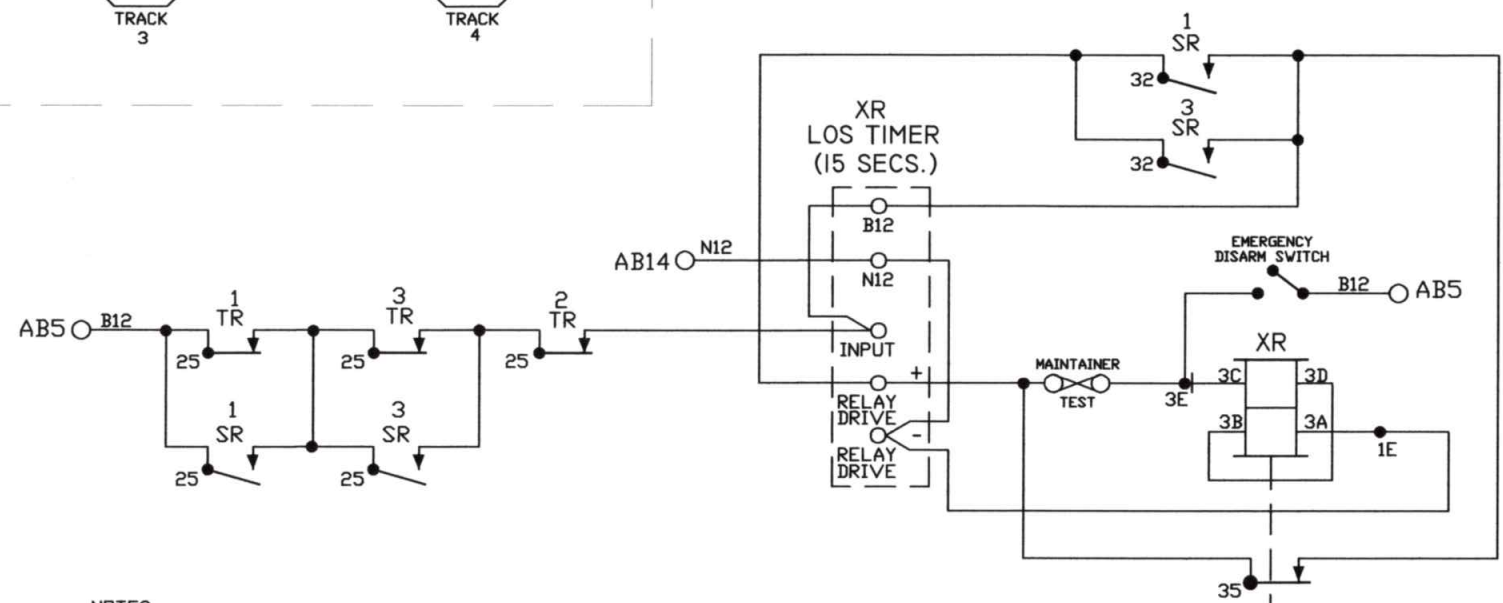 TRACK
3
TRACK
4
1
SR
32
3
SR
32
XR
LOS TIMER
(15 SECS.)
B12
AB14
N12
N12
EMERGENCY
DISARM SWITCH
B12
AB5
AB5
B12
1
TR
25
3
TR
25
2
TR
25
INPUT
+
RELAY
DRIVE
-
RELAY
DRIVE
MAINTAINER
TEST
3E
XR
3C
3D
3B
3A
1E
1
SR
25
3
SR
25
35
NOTES